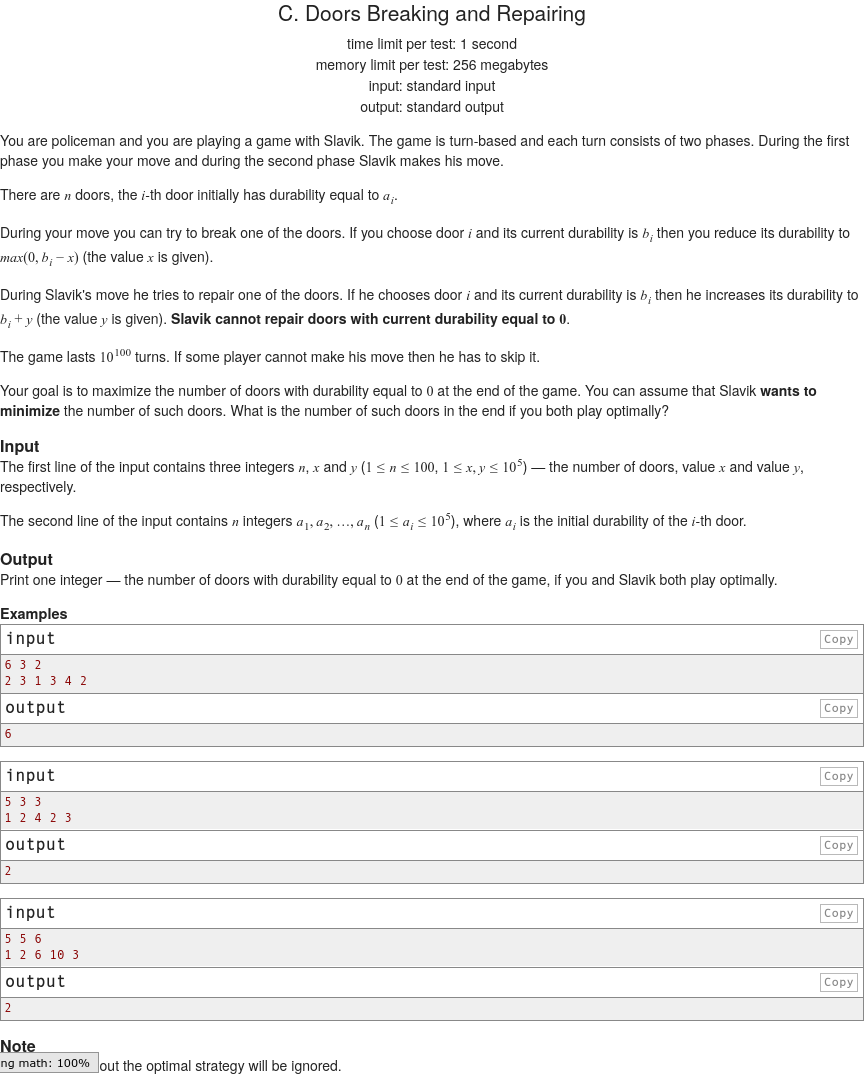 C. Doors Breaking and Repairing
time limit per test: 1 second
memory limit per test: 256 megabytes
input: standard input
output: standard output
You are policeman and you are playing a game with Slavik. The game is turn-based and each turn consists of two phases. During the first
phase you make your move and during the second phase Slavik makes his move.
There are n doors, the i-th door initially has durability equal to a_i.
During your move you can try to break one of the doors. If you choose door i and its current durability is b_i then you reduce its durability to
max(0, b_i − x) (the value x is given).
During Slavik's move he tries to repair one of the doors. If he chooses door i and its current durability is b_i then he increases its durability to
b_i + y (the value y is given). Slavik cannot repair doors with current durability equal to 0.
The game lasts 10^100 turns. If some player cannot make his move then he has to skip it.
Your goal is to maximize the number of doors with durability equal to 0 at the end of the game. You can assume that Slavik wants to
minimize the number of such doors. What is the number of such doors in the end if you both play optimally?
Input
The first line of the input contains three integers n, x and y (1 ≤ n ≤ 100, 1 ≤ x, y ≤ 10^5) — the number of doors, value x and value y,
respectively.
The second line of the input contains n integers a_1, a_2, …, a_n (1 ≤ a_i ≤ 10^5), where a_i is the initial durability of the i-th door.
Output
Print one integer — the number of doors with durability equal to 0 at the end of the game, if you and Slavik both play optimally.
Examples
input Copy
6 3 2
2 3 1 3 4 2
output Copy
6
input Copy
5 3 3
1 2 4 2 3
output Copy
2
input Copy
5 5 6
1 2 6 10 3
output Copy
2
Note
ng math: 100% out the optimal strategy will be ignored.